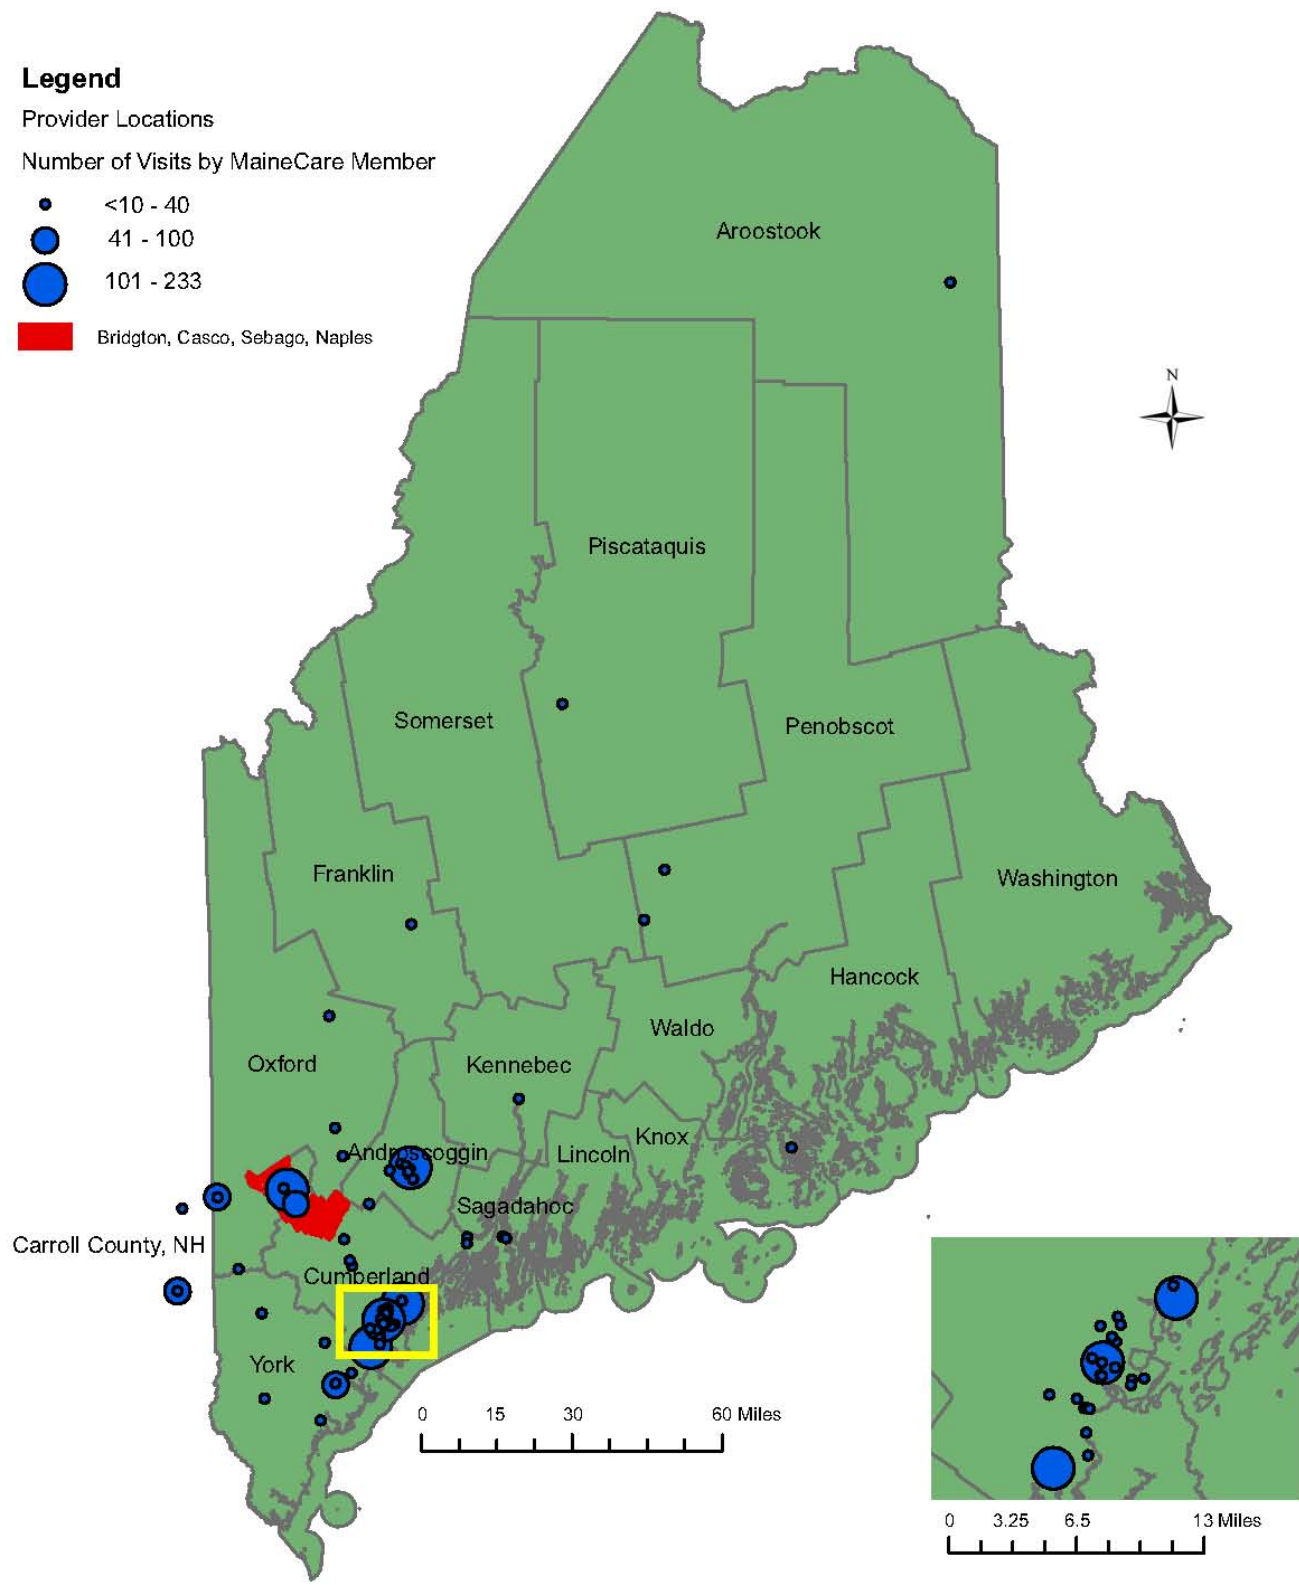 Legend
Provider Locations
Number of Visits by MaineCare Member
<10 - 40
41 - 100
101 - 233
Bridgton, Casco, Sebago, Naples
Aroostook
N
Piscataquis
Somerset
Penobscot
Franklin
Washington
Hancock
Waldo
Oxford
Kennebec
Knox
Androscoggin
Lincoln
Sagadahoc
Carroll County, NH
Cumberland
York
0 15 30 60 Miles
0 3.25 6.5 13 Miles